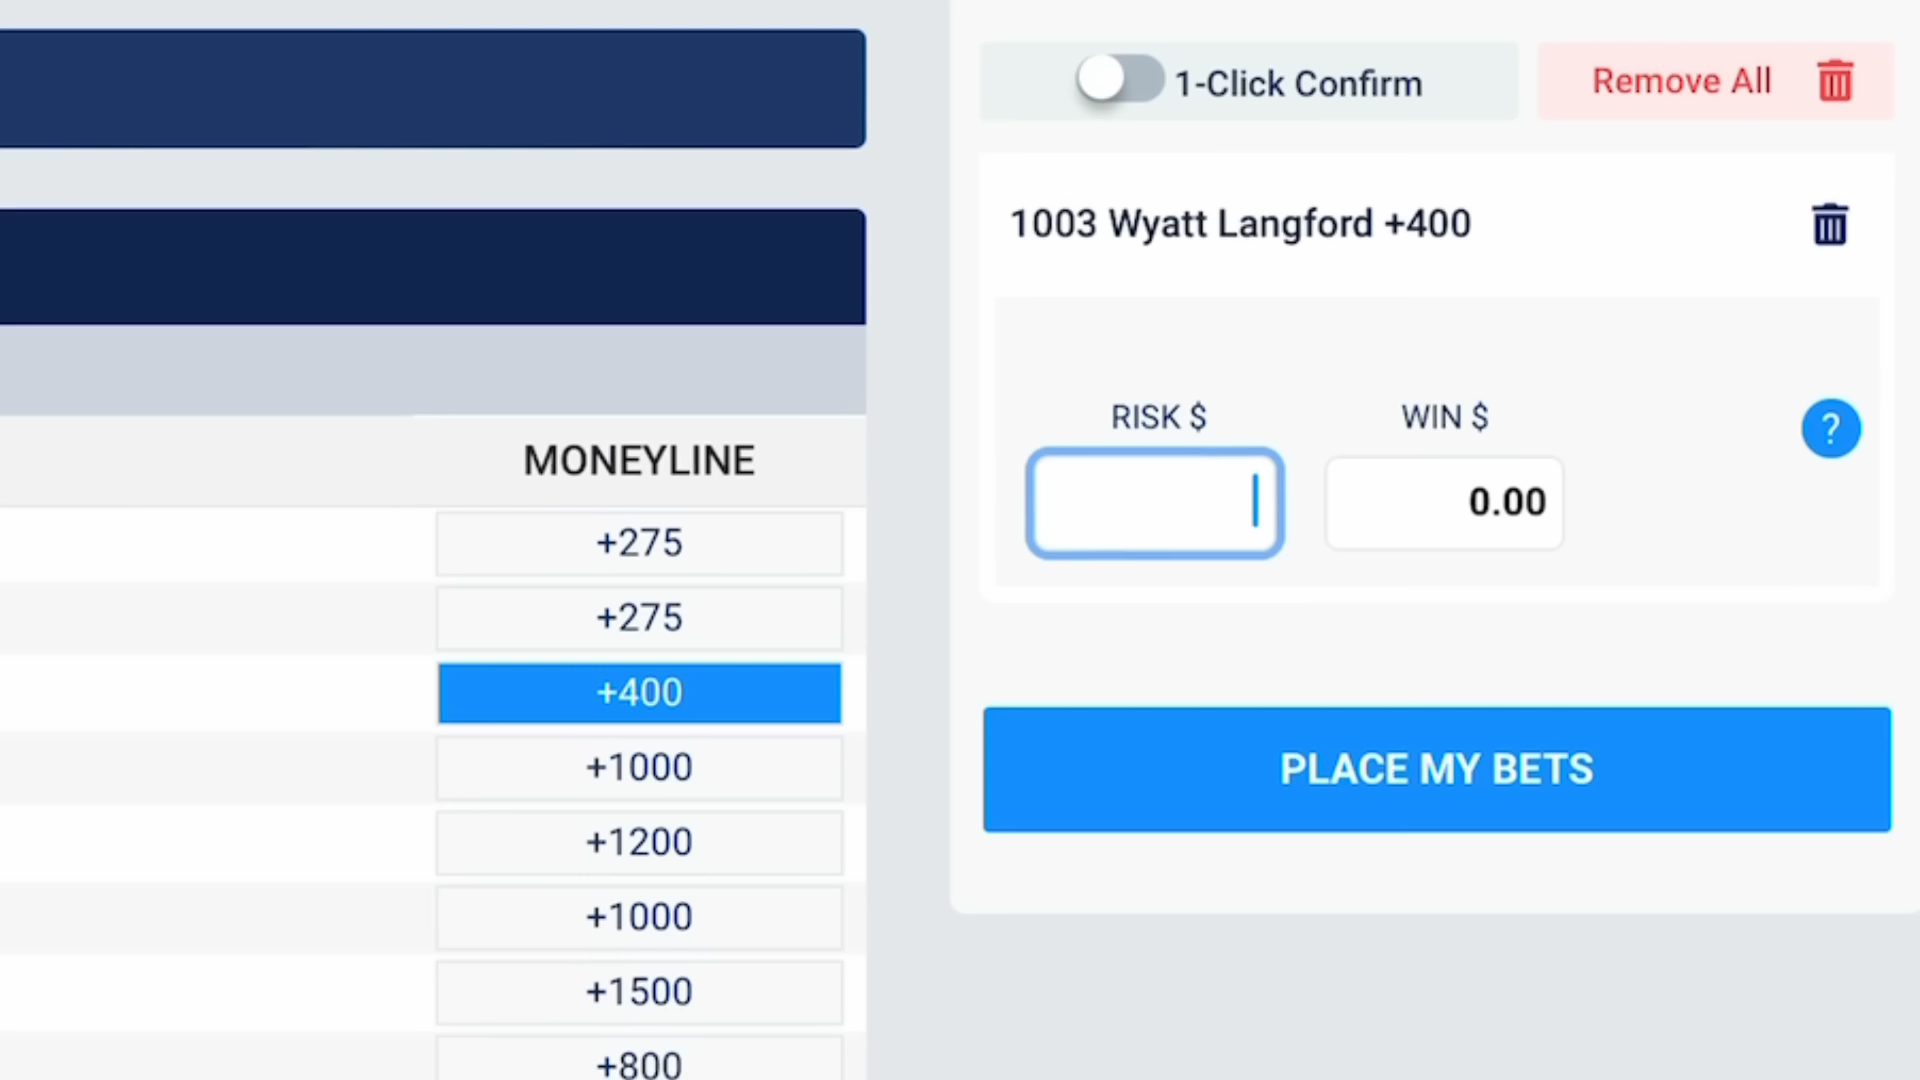 1-Click Confirm
Remove All
1003 Wyatt Langford +400
RISK $
WIN $
?
0.00
PLACE MY BETS
MONEYLINE
+275
+275
+400
+1000
+1200
+1000
+1500
+800